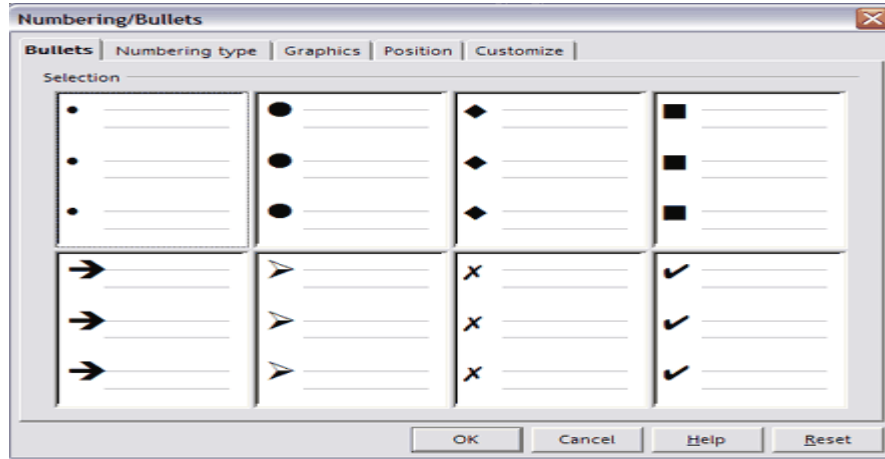 Numbering/Bullets
Bullets Numbering type Graphics Position Customize
Selection
OK Cancel Help Reset